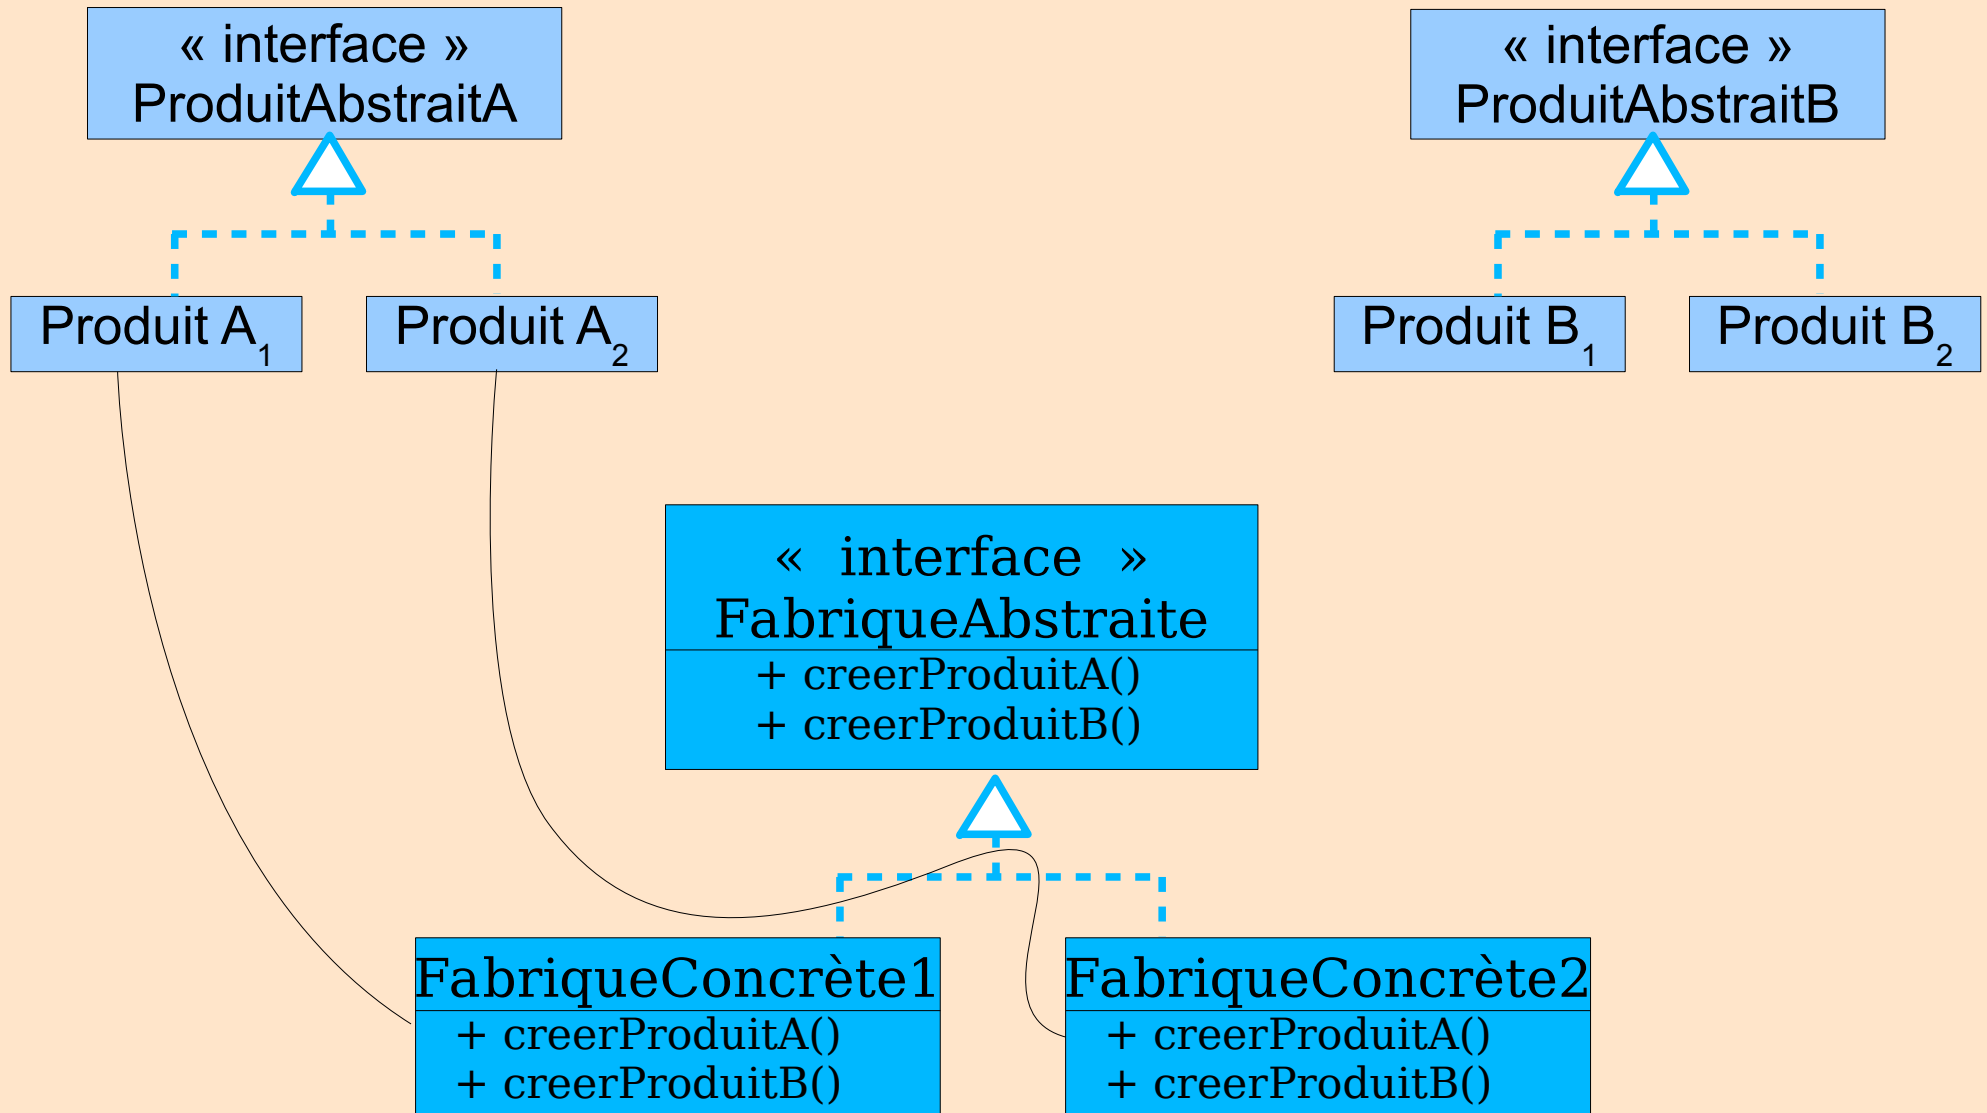 « interface »
ProduitAbstraitA
« interface »
ProduitAbstraitB
Produit A1
Produit A2
Produit B1
Produit B2
« interface »
FabriqueAbstraite
+ creerProduitA()
+ creerProduitB()
FabriqueConcrète1
+ creerProduitA()
+ creerProduitB()
FabriqueConcrète2
+ creerProduitA()
+ creerProduitB()